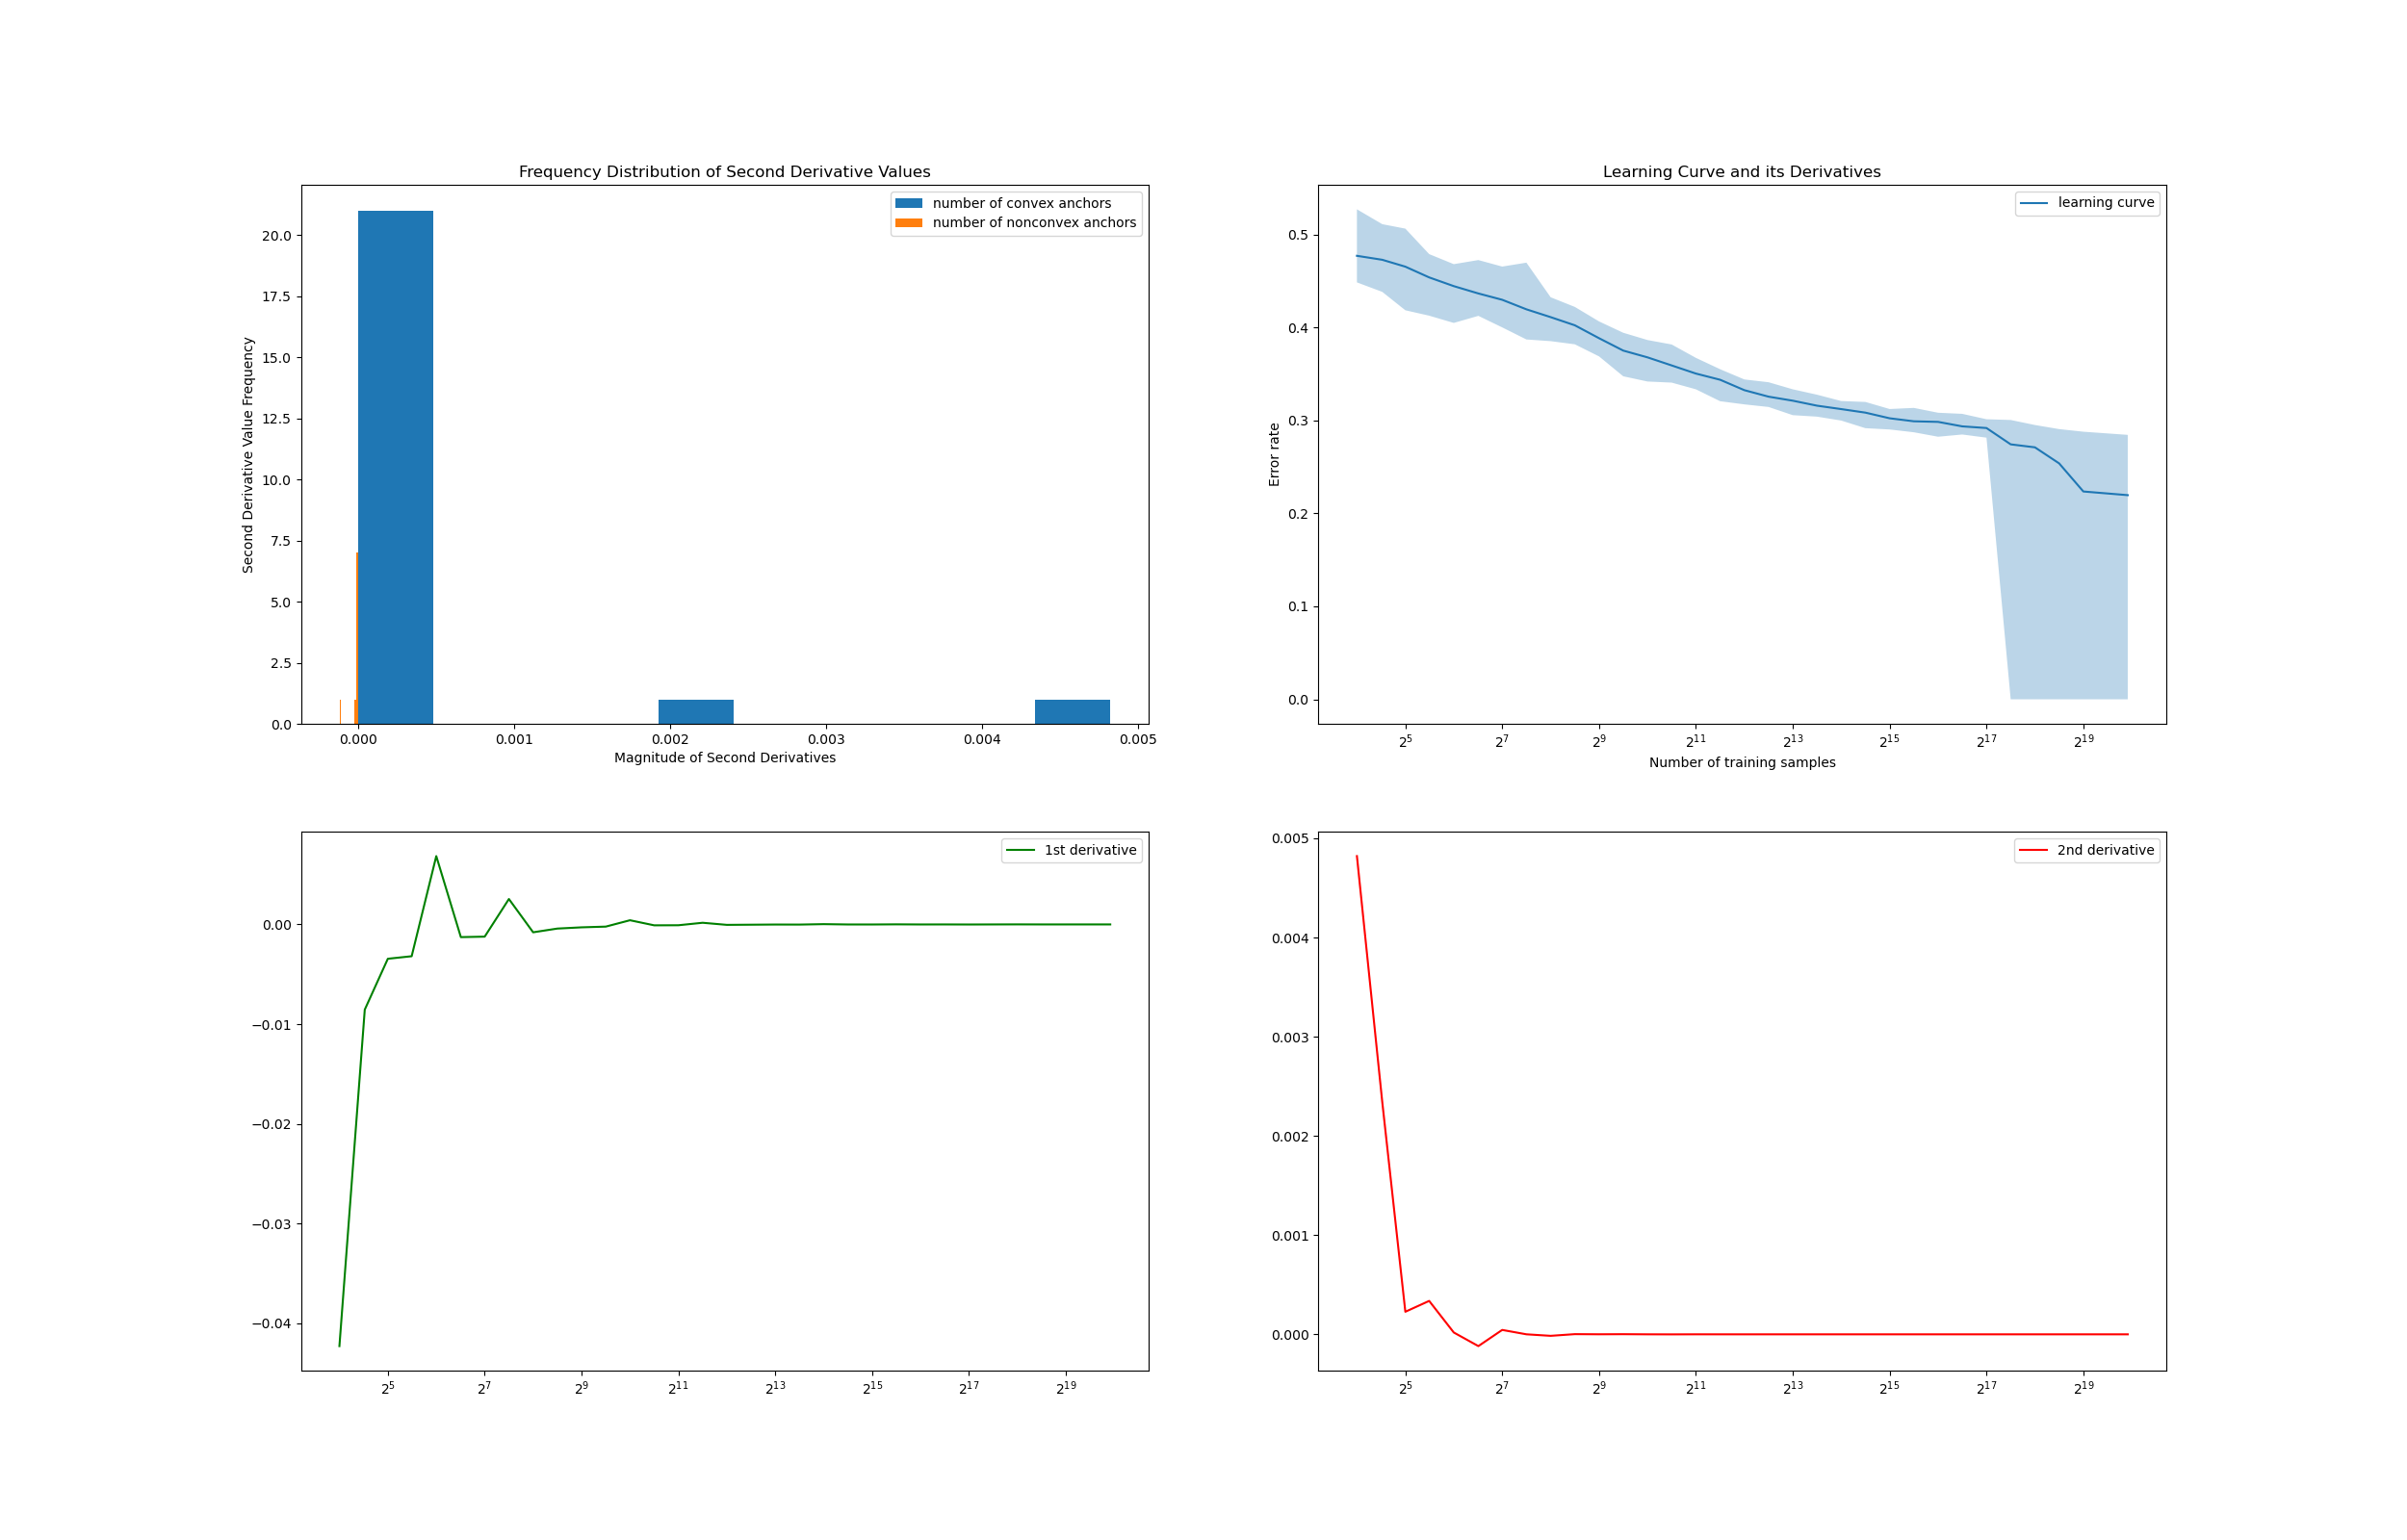 Frequency Distribution of Second Derivative Values
number of convex anchors
number of nonconvex anchors
20.0
17.5
15.0
12.5
10.0
7.5
5.0
2.5
0.0
Second Derivative Value Frequency
0.000 0.001 0.002 0.003 0.004 0.005
Magnitude of Second Derivatives
Learning Curve and its Derivatives
learning curve
0.5
0.4
0.3
0.2
0.1
0.0
Error rate
2^5 2^7 2^9 2^11 2^13 2^15 2^17 2^19
Number of training samples
1st derivative
0.00
−0.01
−0.02
−0.03
−0.04
2^5 2^7 2^9 2^11 2^13 2^15 2^17 2^19
2nd derivative
0.005
0.004
0.003
0.002
0.001
0.000
2^5 2^7 2^9 2^11 2^13 2^15 2^17 2^19